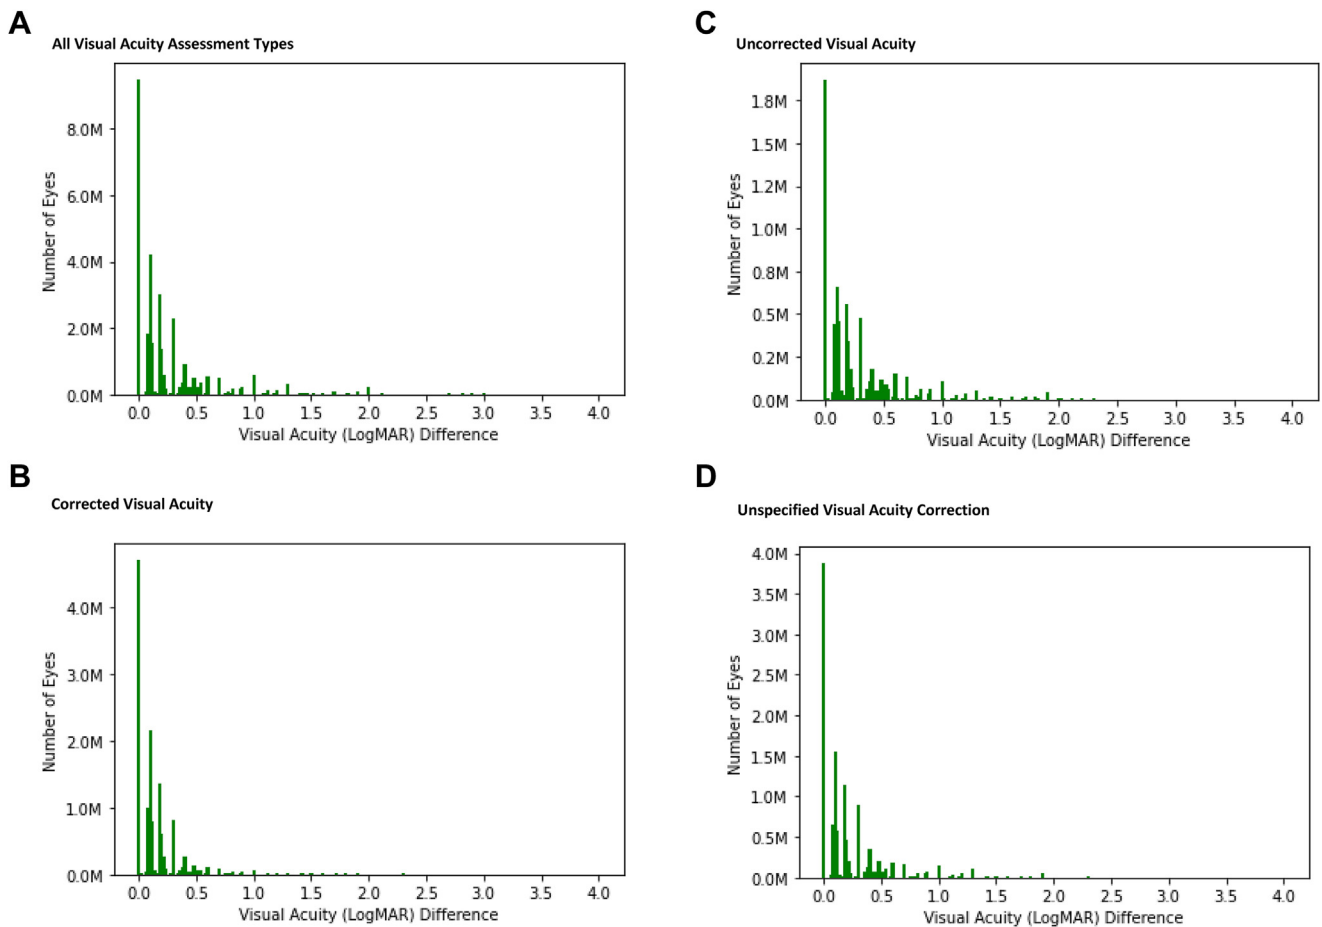 A
All Visual Acuity Assessment Types
8.0M
6.0M
4.0M
2.0M
0.0M
Number of Eyes
0.0 0.5 1.0 1.5 2.0 2.5 3.0 3.5 4.0
Visual Acuity (LogMAR) Difference
B
Corrected Visual Acuity
4.0M
3.0M
2.0M
1.0M
0.0M
Number of Eyes
0.0 0.5 1.0 1.5 2.0 2.5 3.0 3.5 4.0
Visual Acuity (LogMAR) Difference
C
Uncorrected Visual Acuity
1.8M
1.5M
1.2M
1.0M
0.8M
0.5M
0.2M
0.0M
Number of Eyes
0.0 0.5 1.0 1.5 2.0 2.5 3.0 3.5 4.0
Visual Acuity (LogMAR) Difference
D
Unspecified Visual Acuity Correction
4.0M
3.5M
3.0M
2.5M
2.0M
1.5M
1.0M
0.5M
0.0M
Number of Eyes
0.0 0.5 1.0 1.5 2.0 2.5 3.0 3.5 4.0
Visual Acuity (LogMAR) Difference